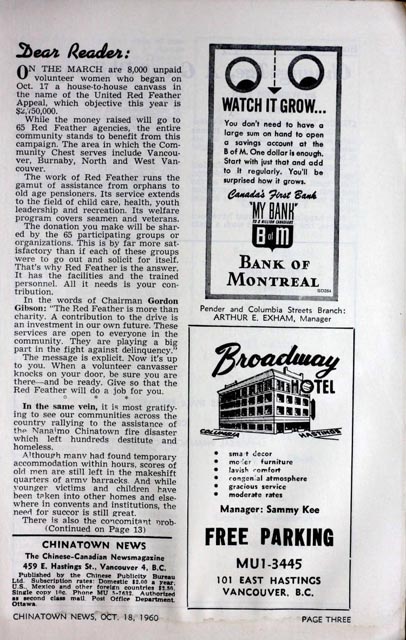 Dear Reader:
ON THE MARCH are 8,000 unpaid
volunteer women who began on
Oct. 17 a house-to-house canvass in
the name of the United Red Feather
Appeal, which objective this year is
$2,750,000.
While the money raised will go to
65 Red Feather agencies, the entire
community stands to benefit from this
campaign. The area in which the Com-
munity Chest serves include Vancou-
ver, Burnaby, North and West Van-
couver.
The work of Red Feather runs the
gamut of assistance from orphans to
old age pensioners. Its service extends
to the field of child care, health, youth
leadership and recreation. Its welfare
program covers seamen and veterans.
The donation you make will be shar-
ed by the 65 participating groups or
organizations. This is by far more sat-
isfactory than if each of these groups
were to go out and solicit for itself.
That's why Red Feather is the answer.
It has the facilities and the trained
personnel. All it needs is your con-
tribution.
In the words of Chairman Gordon
Gibson: "The Red Feather is more than
charity. A contribution to the drive is
an investment in our own future. These
services are open to everyone in the
community. They are playing a big
part in the fight against delinquency."
The message is explicit. Now it's up
to you. When a volunteer canvasser
knocks on your door, be sure you are
there—and be ready. Give so that the
Red Feather will do a job for you.
In the same vein, it is most gratify-
ing to see our communities across the
country rallying to the assistance of
the Nanaimo Chinatown fire disaster
which left hundreds destitute and
homeless.
Although many had found temporary
accommodation within hours, scores of
old men are still left in the makeshift
quarters of army barracks. And while
younger victims and children have
been taken into other homes and else-
where in convents and institutions, the
need for succor is still great.
There is also the concomitant prob-
(Continued on Page 13)
CHINATOWN NEWS
The Chinese-Canadian Newsmagazine
459 E. Hastings St., Vancouver 4, B.C.
Published by the Chinese Publicity Bureau
Ltd. Subscription rates: Domestic $2.00 a year.
U.S., Mexico and other foreign countries
Single copy 10c. Phone MU Authorized
as second class mail. Post Office Department,
Ottawa.
CHINATOWN NEWS, OCT. 18, 1960
WATCH IT GROW...
You don't need to have a
large sum on hand to open
a savings account at the
B of M. One dollar is enough.
Start with just that and add
to it regularly. You'll be
surprised how it grows.
Canada's First Bank
"MY BANK"
TO 2 MILLION CANADIANS
B of M
BANK OF
MONTREAL
Pender and Columbia Streets Branch:
ARTHUR E. EXHAM, Manager
Broadway
HOTEL
COLUMBIA HASTINGS
• smart decor
• modern furniture
• lavish comfort
• congenial atmosphere
• gracious service
• moderate rates
Manager: Sammy Kee
FREE PARKING
MU1-3445
101 EAST HASTINGS
VANCOUVER, B.C.
PAGE THREE